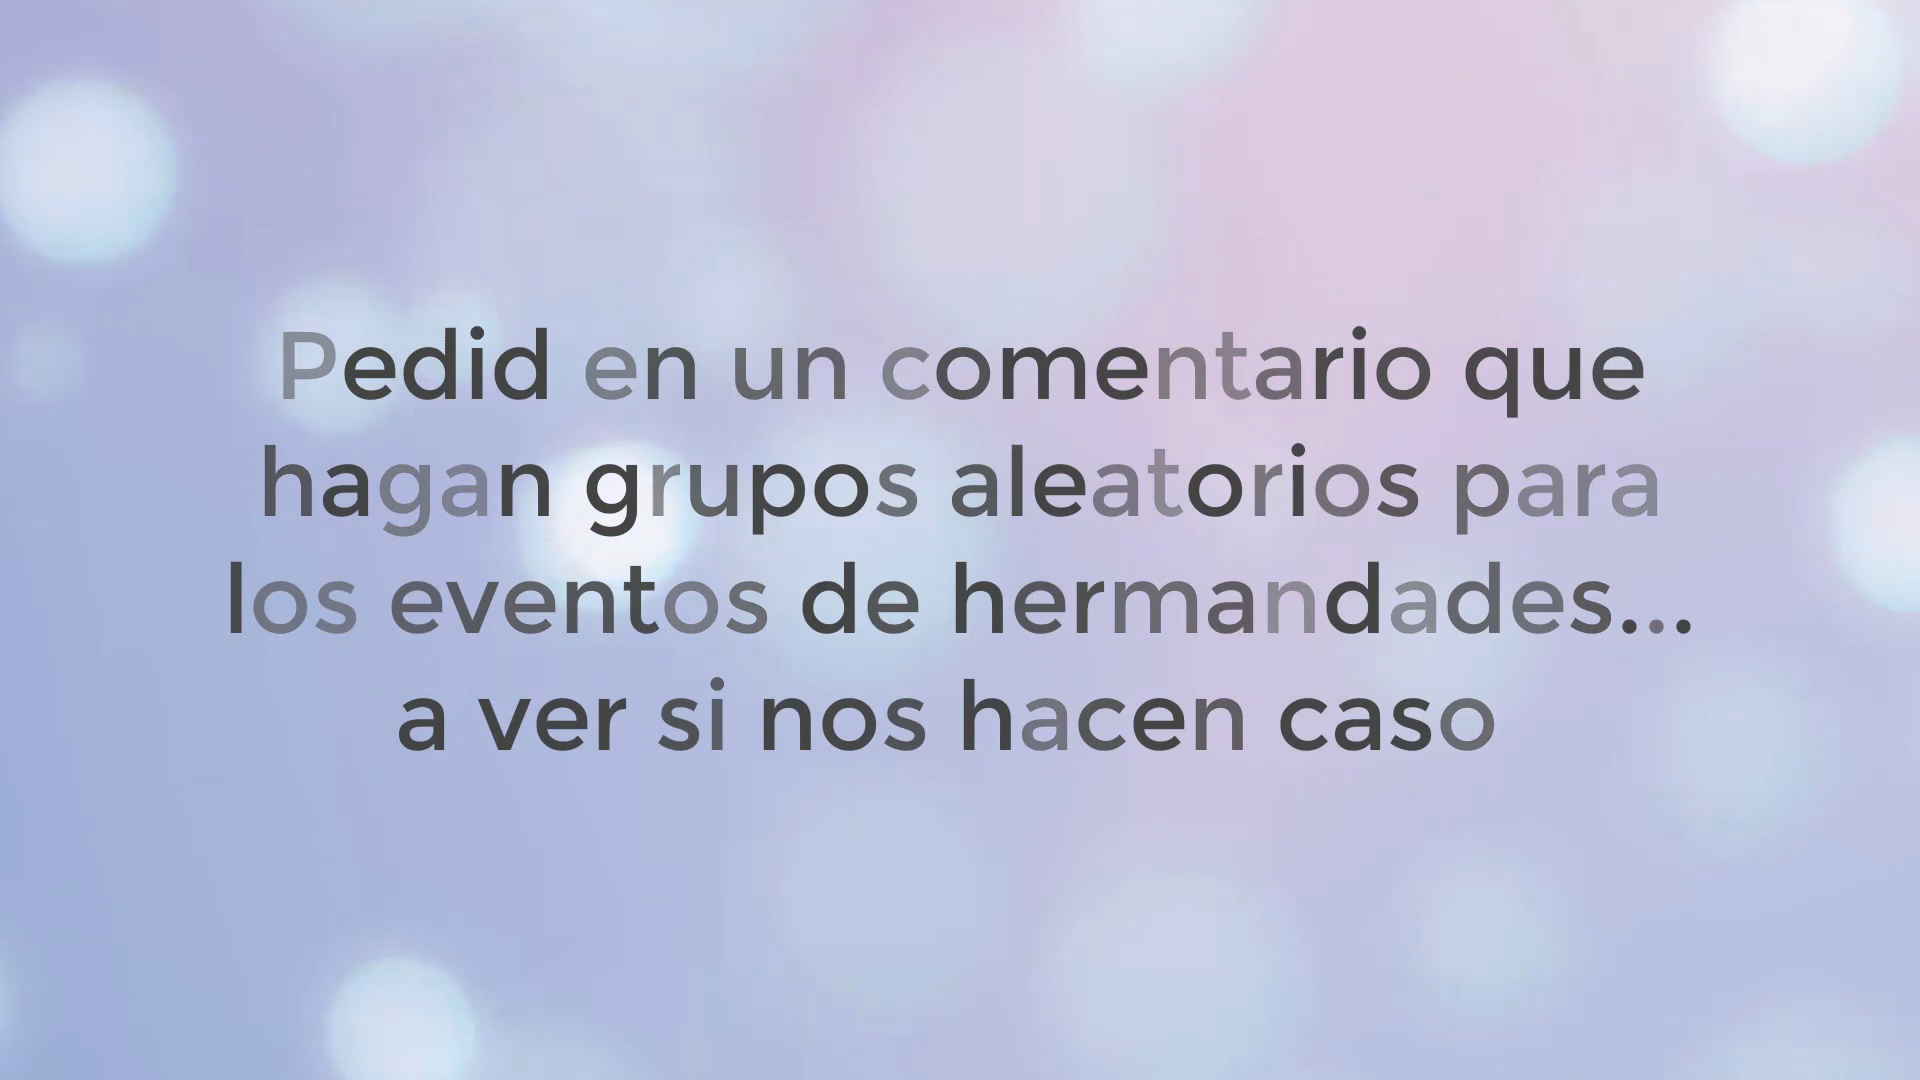 Pedid en un comentario que
hagan grupos aleatorios para
los eventos de hermandades...
a ver si nos hacen caso